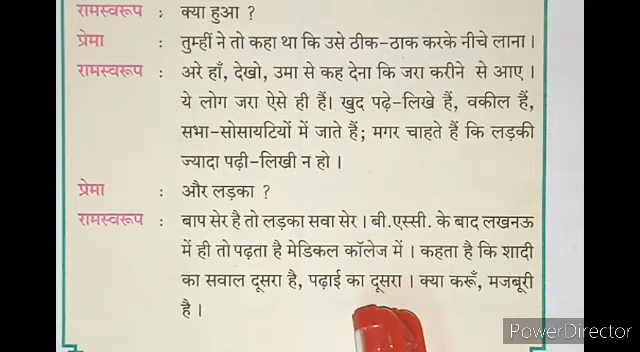 रामस्वरूप : क्या हुआ ?
प्रेमा : तुम्हीं ने तो कहा था कि उसे ठीक-ठाक करके नीचे लाना ।
रामस्वरूप : अरे हाँ, देखो, उमा से कह देना कि जरा करीने से आए ।
ये लोग जरा ऐसे ही हैं। खुद पढ़े-लिखे हैं, वकील हैं,
सभा-सोसायटियों में जाते हैं; मगर चाहते हैं कि लड़की
ज्यादा पढ़ी-लिखी न हो ।
प्रेमा : और लड़का ?
रामस्वरूप : बाप सेर है तो लड़का सवा सेर । बी.एस्सी. के बाद लखनऊ
में ही तो पढ़ता है मेडिकल कॉलेज में । कहता है कि शादी
का सवाल दूसरा है, पढ़ाई का दूसरा । क्या करूँ, मजबूरी
है ।
PowerDirector